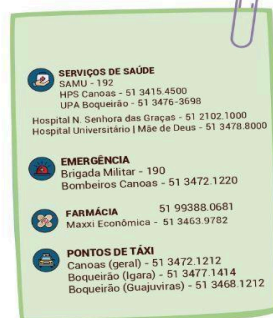 SERVIÇOS DE SAÚDE
SAMU - 192
HPS Canoas - 51 3415.4500
UPA Boqueirão - 51 3476-3698
Hospital N. Senhora das Graças - 51 2102.1000
Hospital Universitário | Mãe de Deus - 51 3478.8000
EMERGÊNCIA
Brigada Militar - 190
Bombeiros Canoas - 51 3472.1220
FARMÁCIA 51 99388.0681
Maxxi Econômica - 51 3463.9782
PONTOS DE TÁXI
Canoas (geral) - 51 3472.1212
Boqueirão (Igara) - 51 3477.1414
Boqueirão (Guajuviras) - 51 3468.1212